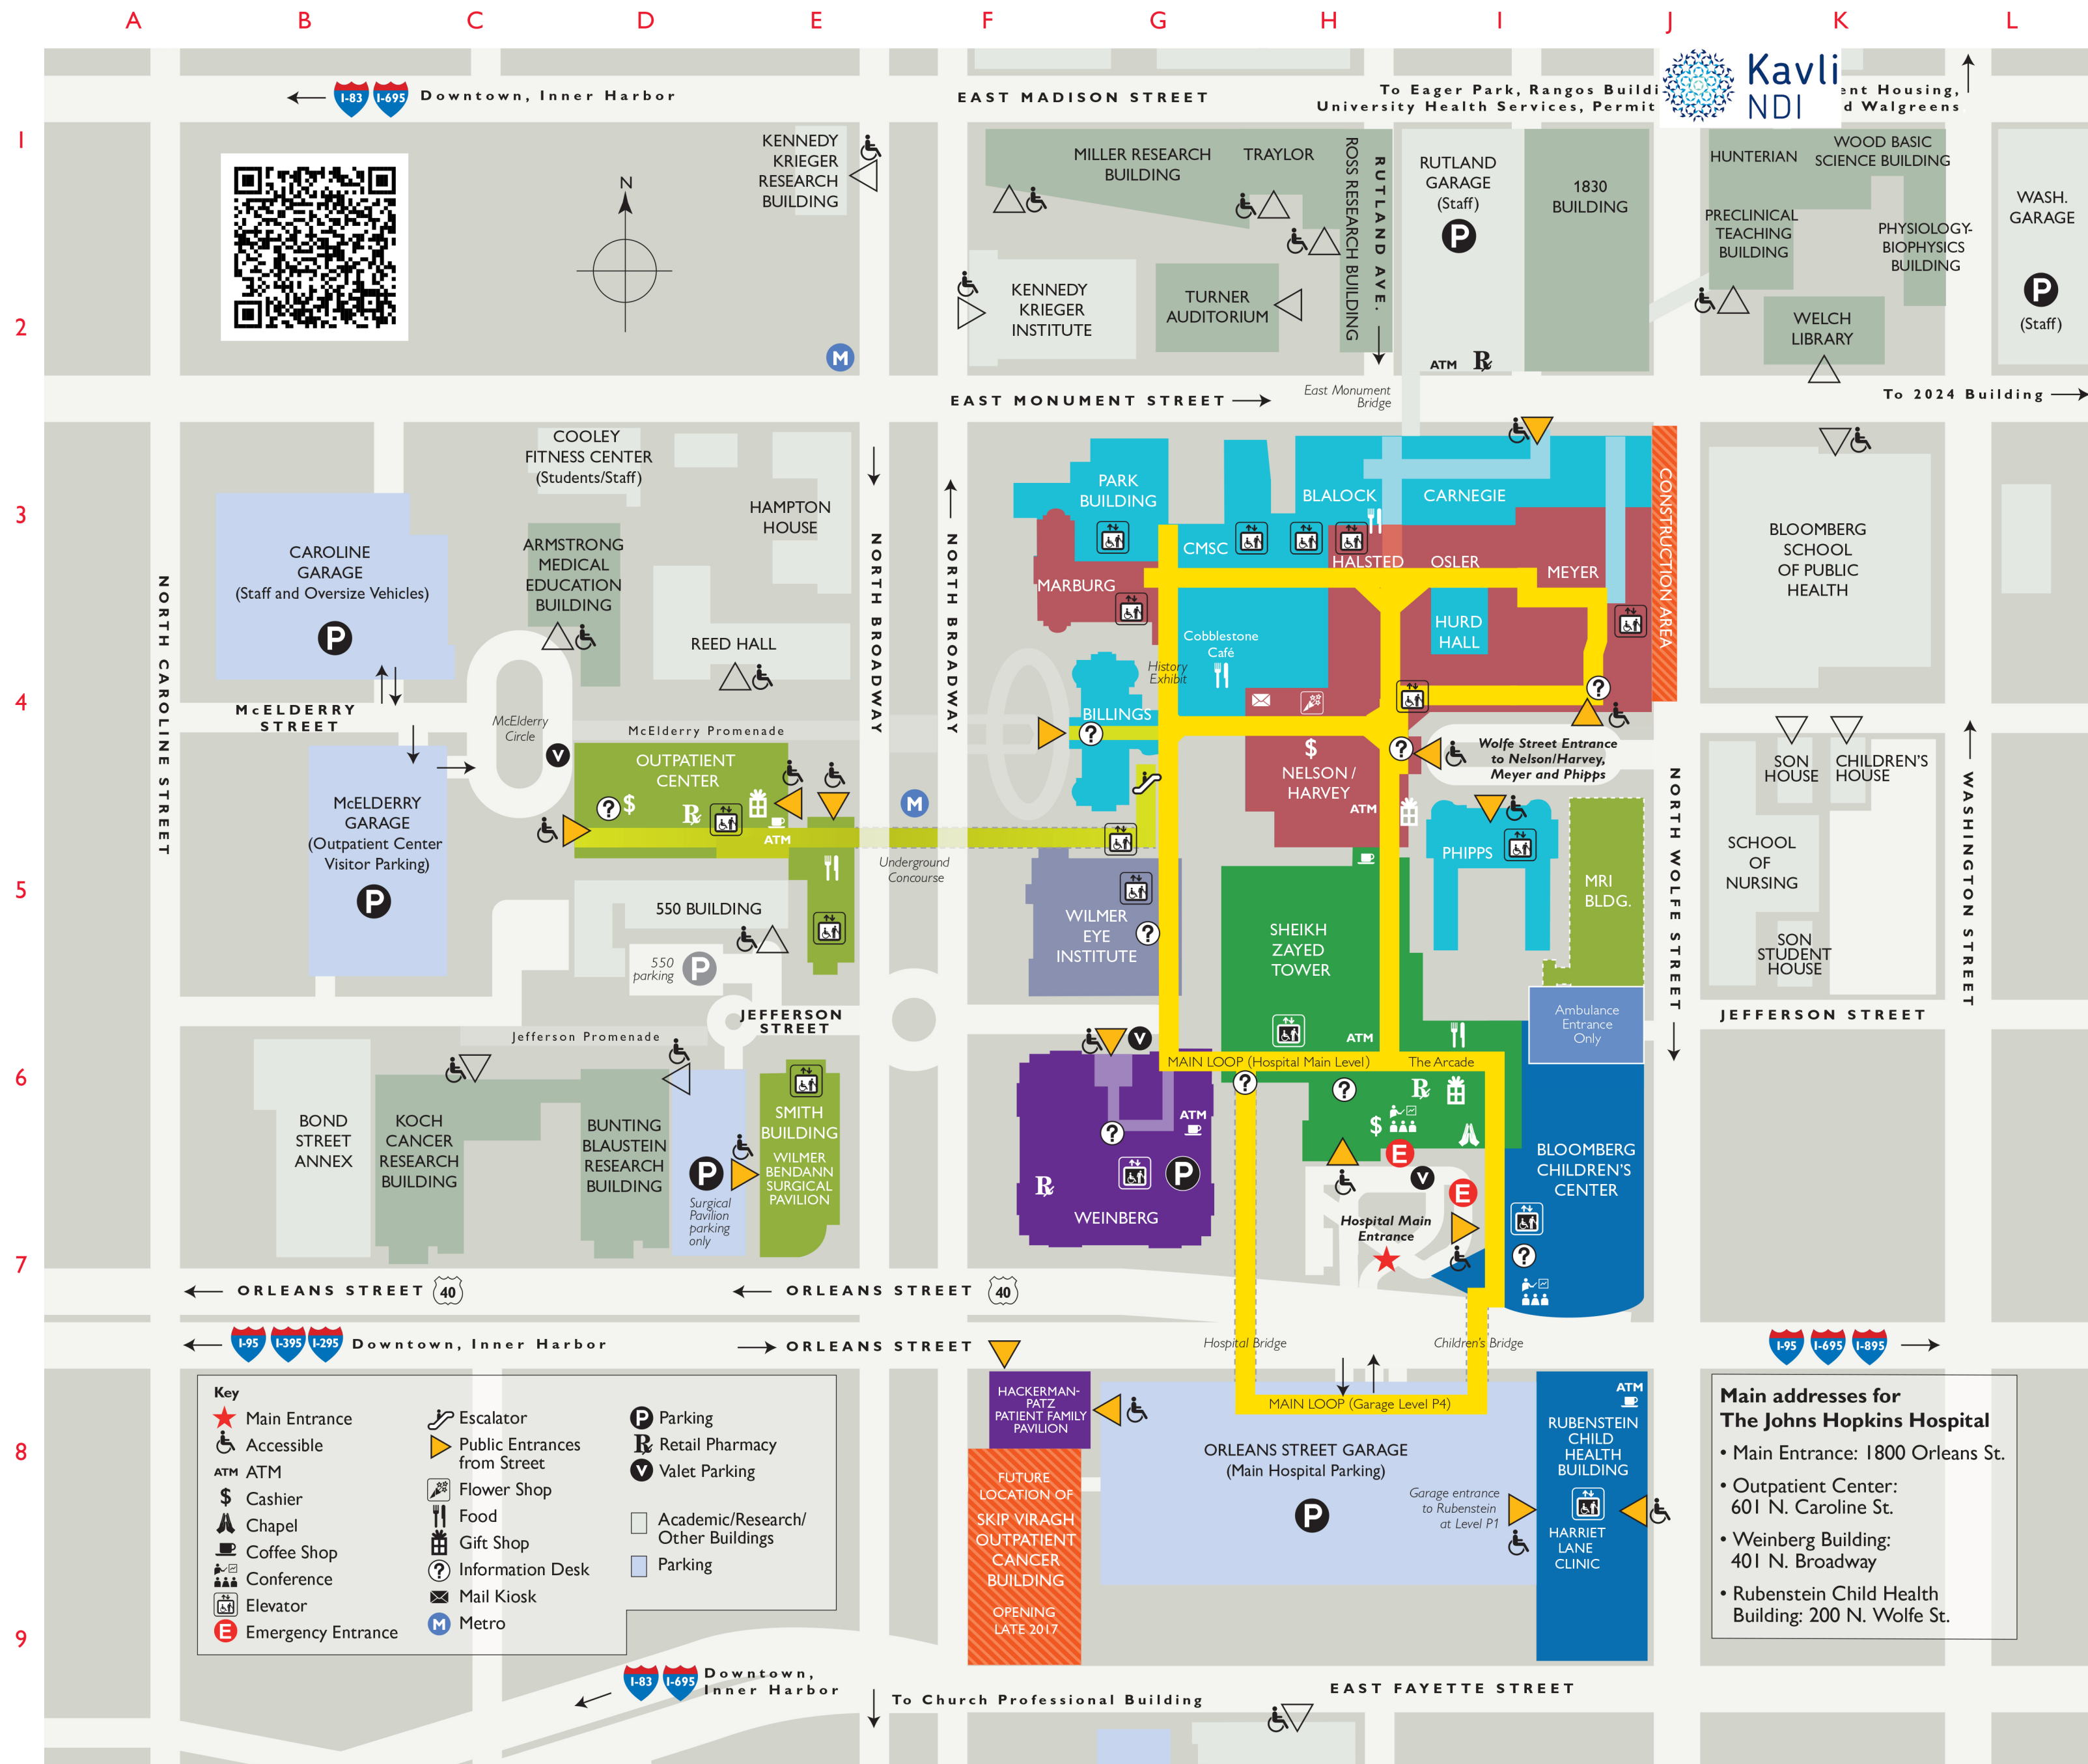 A B C D E F G H I J K L
1
2
3
4
5
6
7
8
9
I-83 I-695 Downtown, Inner Harbor
EAST MADISON STREET
To Eager Park, Rangos Buildi
University Health Services, Permit
ent Housing,
d Walgreens
Kavli
NDI
KENNEDY
KRIEGER
RESEARCH
BUILDING
N
M
MILLER RESEARCH
BUILDING
TRAYLOR
ROSS RESEARCH BUILDING
RUTLAND AVE.
RUTLAND
GARAGE
(Staff)
P
1830
BUILDING
HUNTERIAN
WOOD BASIC
SCIENCE BUILDING
PRECLINICAL
TEACHING
BUILDING
PHYSIOLOGY-
BIOPHYSICS
BUILDING
WASH.
GARAGE
P
(Staff)
KENNEDY
KRIEGER
INSTITUTE
TURNER
AUDITORIUM
WELCH
LIBRARY
ATM Rx
EAST MONUMENT STREET
East Monument
Bridge
To 2024 Building
COOLEY
FITNESS CENTER
(Students/Staff)
HAMPTON
HOUSE
CAROLINE
GARAGE
(Staff and Oversize Vehicles)
P
ARMSTRONG
MEDICAL
EDUCATION
BUILDING
REED HALL
NORTH CAROLINE STREET
NORTH BROADWAY
NORTH BROADWAY
PARK
BUILDING
BLALOCK
CARNEGIE
CMSC
HALSTED
OSLER
MEYER
MARBURG
HURD
HALL
CONSTRUCTION AREA
Cobblestone
Café
History
Exhibit
BLOOMBERG
SCHOOL
OF PUBLIC
HEALTH
McELDERRY
STREET
McElderry
Circle
V
McElderry Promenade
OUTPATIENT
CENTER
? $ Rx
ATM
M
BILLINGS
?
?
?
$
NELSON /
HARVEY
ATM
Wolfe Street Entrance
to Nelson/Harvey,
Meyer and Phipps
SON
HOUSE
CHILDREN'S
HOUSE
McELDERRY
GARAGE
(Outpatient Center
Visitor Parking)
P
Underground
Concourse
PHIPPS
MRI
BLDG.
NORTH WOLFE STREET
SCHOOL
OF
NURSING
WASHINGTON STREET
550 BUILDING
550
parking
P
WILMER
EYE
INSTITUTE
?
SHEIKH
ZAYED
TOWER
ATM
SON
STUDENT
HOUSE
JEFFERSON
STREET
Jefferson Promenade
V
Ambulance
Entrance
Only
JEFFERSON STREET
MAIN LOOP (Hospital Main Level)
The Arcade
BOND
STREET
ANNEX
KOCH
CANCER
RESEARCH
BUILDING
BUNTING
BLAUSTEIN
RESEARCH
BUILDING
P
Surgical
Pavilion
parking
only
SMITH
BUILDING
WILMER
BENDANN
SURGICAL
PAVILION
ATM
?
Rx
P
WEINBERG
?
?
Rx
$
E
V
E
Hospital Main
Entrance
BLOOMBERG
CHILDREN'S
CENTER
?
ORLEANS STREET 40
ORLEANS STREET 40
I-95 I-395 I-295 Downtown, Inner Harbor
ORLEANS STREET
Hospital Bridge
Children's Bridge
I-95 I-695 I-895
Key
Main Entrance
Accessible
ATM ATM
$ Cashier
Chapel
Coffee Shop
Conference
Elevator
E Emergency Entrance
Escalator
Public Entrances
from Street
Flower Shop
Food
Gift Shop
? Information Desk
Mail Kiosk
M Metro
P Parking
Rx Retail Pharmacy
V Valet Parking
Academic/Research/
Other Buildings
Parking
HACKERMAN-
PATZ
PATIENT FAMILY
PAVILION
MAIN LOOP (Garage Level P4)
ORLEANS STREET GARAGE
(Main Hospital Parking)
P
Garage entrance
to Rubenstein
at Level P1
ATM
RUBENSTEIN
CHILD
HEALTH
BUILDING
HARRIET
LANE
CLINIC
FUTURE
LOCATION OF
SKIP VIRAGH
OUTPATIENT
CANCER
BUILDING
OPENING
LATE 2017
Main addresses for
The Johns Hopkins Hospital
• Main Entrance: 1800 Orleans St.
• Outpatient Center:
601 N. Caroline St.
• Weinberg Building:
401 N. Broadway
• Rubenstein Child Health
Building: 200 N. Wolfe St.
I-83 I-695 Downtown,
Inner Harbor
To Church Professional Building
EAST FAYETTE STREET